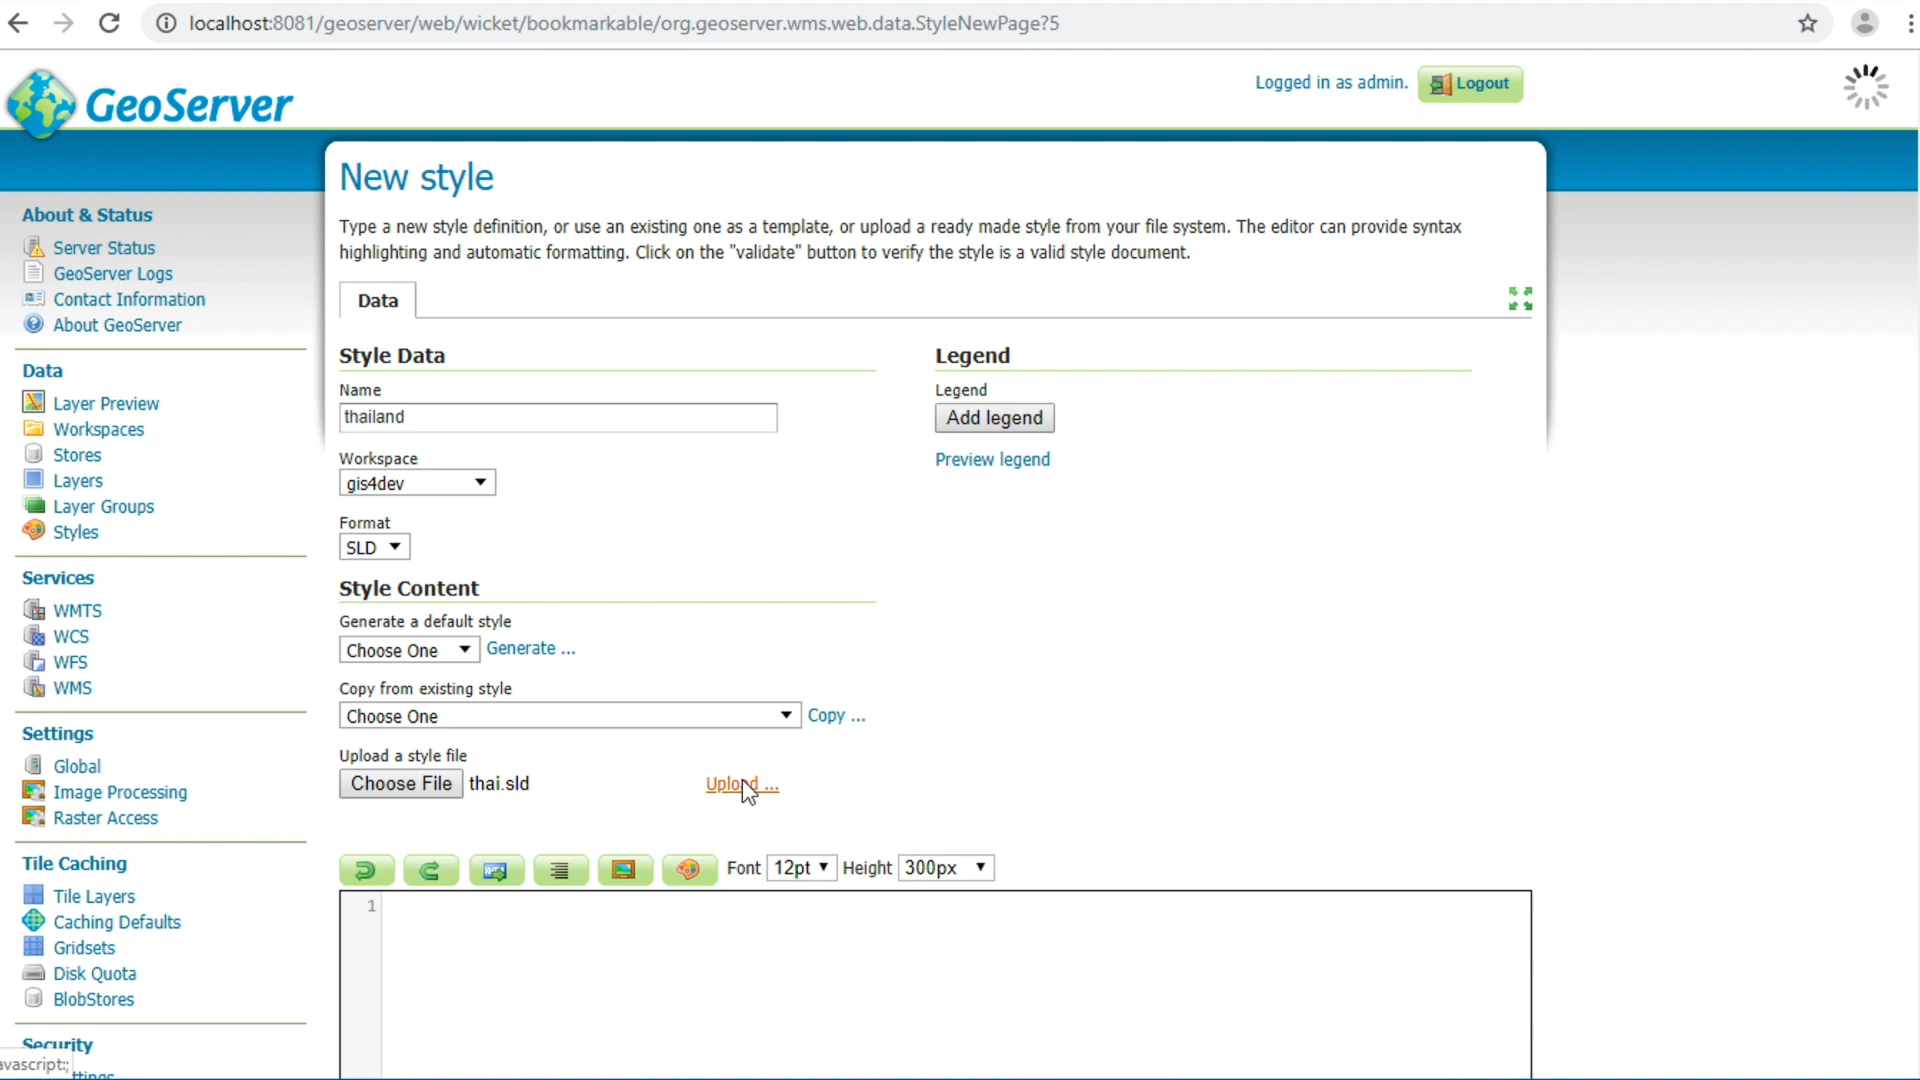 localhost:8081/geoserver/web/wicket/bookmarkable/org.geoserver.wms.web.data.StyleNewPage?5
GeoServer
Logged in as admin.
Logout
About & Status
Server Status
GeoServer Logs
Contact Information
About GeoServer
Data
Layer Preview
Workspaces
Stores
Layers
Layer Groups
Styles
Services
WMTS
WCS
WFS
WMS
Settings
Global
Image Processing
Raster Access
Tile Caching
Tile Layers
Caching Defaults
Gridsets
Disk Quota
BlobStores
Security
avascript:;
ttings
New style
Type a new style definition, or use an existing one as a template, or upload a ready made style from your file system. The editor can provide syntax
highlighting and automatic formatting. Click on the "validate" button to verify the style is a valid style document.
Data
Style Data
Name
thailand
Workspace
gis4dev
Format
SLD
Legend
Legend
Add legend
Preview legend
Style Content
Generate a default style
Choose One Generate ...
Copy from existing style
Choose One Copy ...
Upload a style file
Choose File thai.sld Upload ...
Font 12pt Height 300px
1